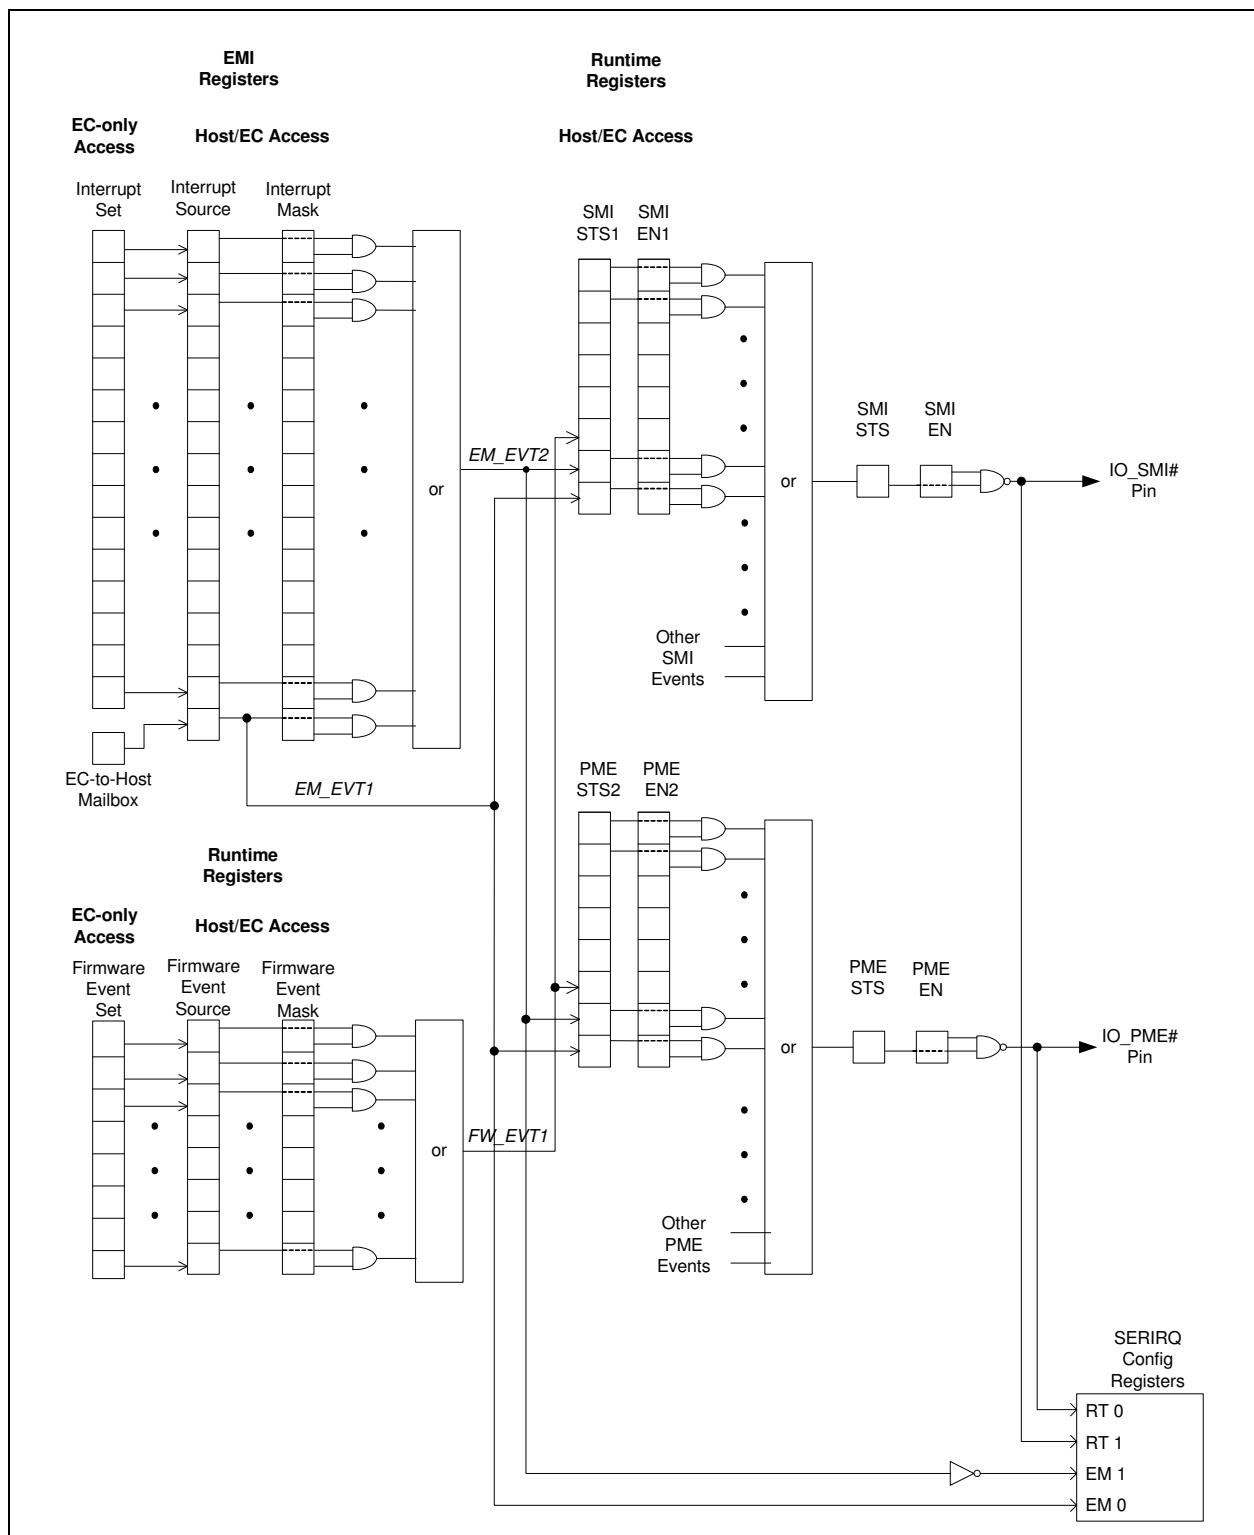 EMI
Registers
Runtime
Registers
EC-only
Access
Host/EC Access
Host/EC Access
Interrupt
Set
Interrupt
Source
Interrupt
Mask
SMI
STS1
SMI
EN1
SMI
STS
SMI
EN
EM_EVT2
or
or
IO_SMI#
Pin
Other
SMI
Events
EC-to-Host
Mailbox
EM_EVT1
PME
STS2
PME
EN2
Runtime
Registers
EC-only
Access
Host/EC Access
Firmware
Event
Set
Firmware
Event
Source
Firmware
Event
Mask
PME
STS
PME
EN
or
IO_PME#
Pin
or
FW_EVT1
Other
PME
Events
SERIRQ
Config
Registers
RT 0
RT 1
EM 1
EM 0